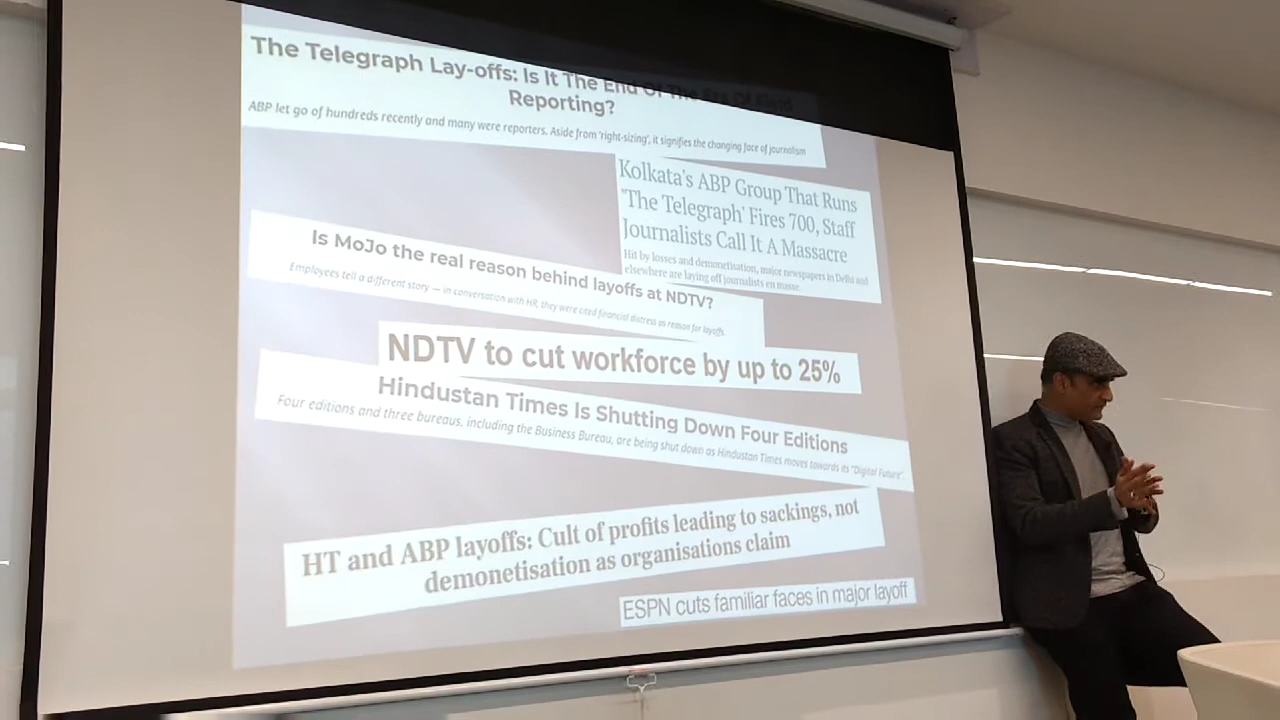 The Telegraph Lay-offs: Is It The End Of The Era Of Field
Reporting?
ABP let go of hundreds recently and many were reporters. Aside from 'right-sizing', it signifies the changing face of journalism
Kolkata's ABP Group That Runs
'The Telegraph' Fires 700, Staff
Journalists Call It A Massacre
Hit by losses and demonetisation, major newspapers in Delhi and
elsewhere are laying off journalists en masse.
Is MoJo the real reason behind layoffs at NDTV?
Employees tell a different story — in conversation with HR, they were cited financial distress as reason for layoffs.
NDTV to cut workforce by up to 25%
Hindustan Times Is Shutting Down Four Editions
Four editions and three bureaus, including the Business Bureau, are being shut down as Hindustan Times moves towards its "Digital Future".
HT and ABP layoffs: Cult of profits leading to sackings, not
demonetisation as organisations claim
ESPN cuts familiar faces in major layoff